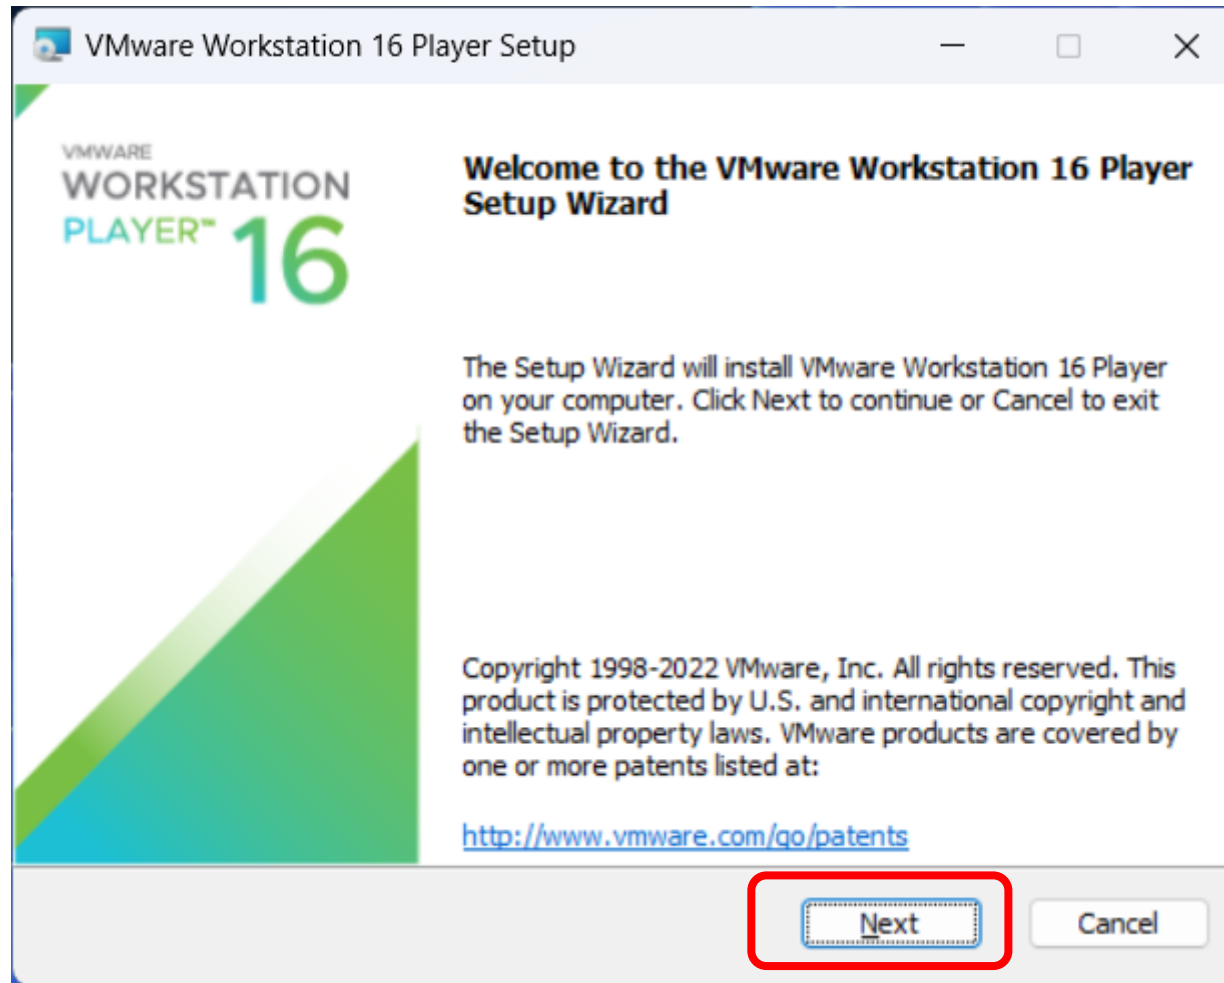 VMware Workstation 16 Player Setup
VMWARE
WORKSTATION
PLAYER™ 16
Welcome to the VMware Workstation 16 Player
Setup Wizard
The Setup Wizard will install VMware Workstation 16 Player
on your computer. Click Next to continue or Cancel to exit
the Setup Wizard.
Copyright 1998-2022 VMware, Inc. All rights reserved. This
product is protected by U.S. and international copyright and
intellectual property laws. VMware products are covered by
one or more patents listed at:
http://www.vmware.com/go/patents
Next
Cancel